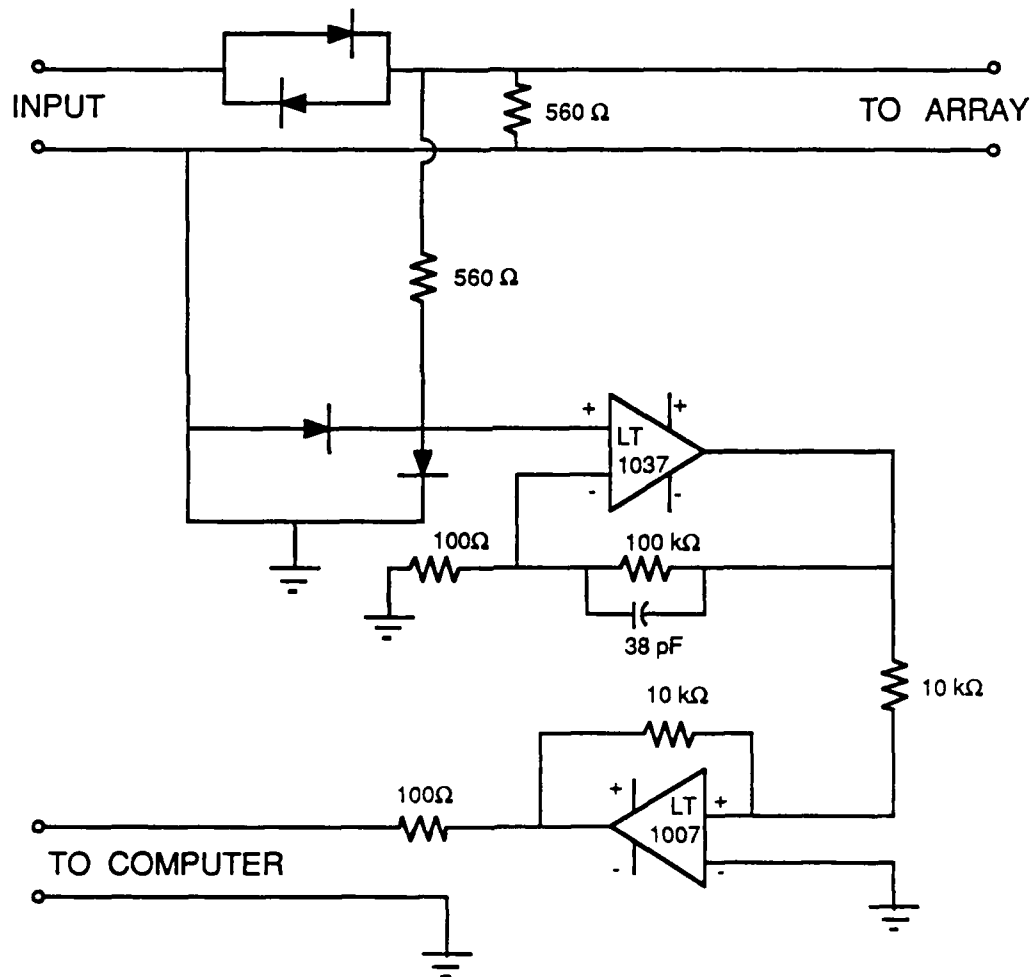 INPUT
560 Ω
TO ARRAY
560 Ω
+
+
LT
1037
-
-
100Ω
100 kΩ
38 pF
10 kΩ
10 kΩ
+
+
LT
1007
-
-
100Ω
TO COMPUTER